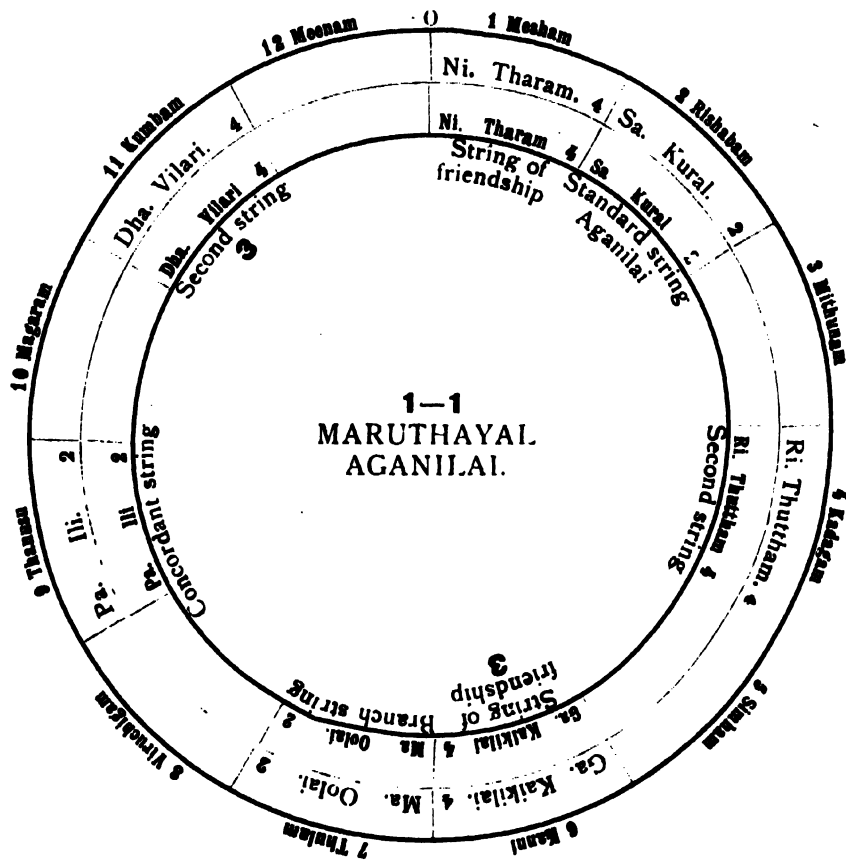 0
1 Mesham
2 Rishabam
3 Mithunam
4 Kadagam
5 Simham
6 Kanni
7 Thulam
8 Viruchigam
9 Thanusu
10 Magaram
11 Kumbam
12 Meenam
Ni. Tharam. 4
Sa. Kural. 2
Ri. Thuttham. 4
Ga. Kaikilai. 4
Ma. Oolai. 2
Pa. Ili. 2
Dha. Vilari. 4
Ni. Tharam 4
String of
friendship
Sa Kural
Standard string
Aganilai
Ri. Thuttham 4
Second string
Ga. Kaikilai 4
String of
friendship
3
Ma Oolai. 2
Branch string
Pa. Ili 2
Concordant string
Dha. Vilari 4
Second string
3
1—1
MARUTHAYAL
AGANILAI.